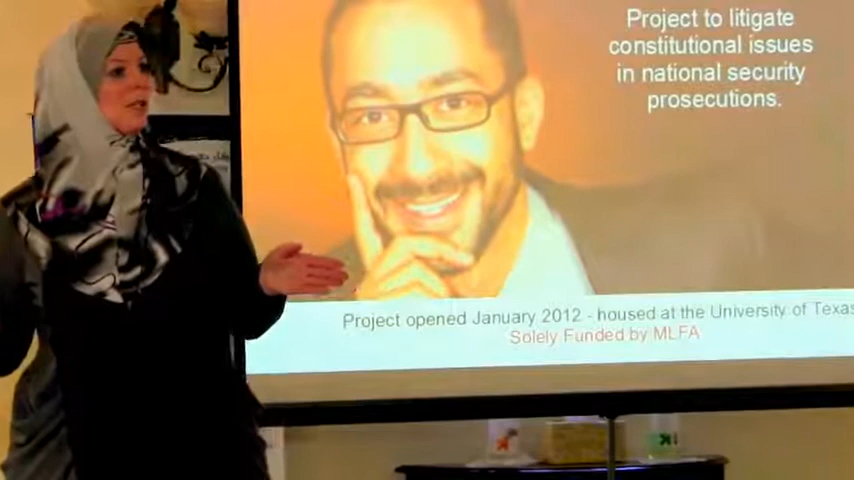 Project to litigate
constitutional issues
in national security
prosecutions.
Project opened January 2012 - housed at the University of Texas
Solely Funded by MLFA